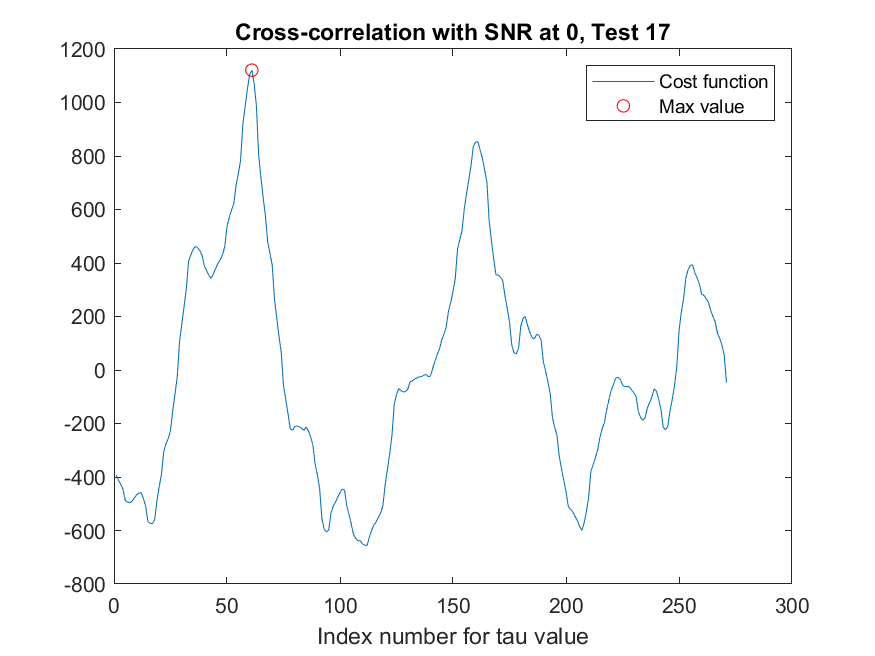 Cross-correlation with SNR at 0, Test 17
1200
1000
800
600
400
200
0
-200
-400
-600
-800
0 50 100 150 200 250 300
Index number for tau value
Cost function
Max value